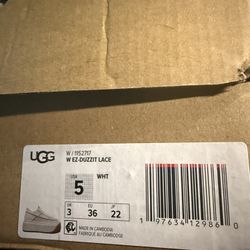 UGG
W / 1152717
W EZ-DUZZIT LACE
USA
5
WHT
UK EU JP
3 36 22
MADE IN CAMBODIA
FABRIQUÉ AU CAMBODGE
1 97634 12986 0